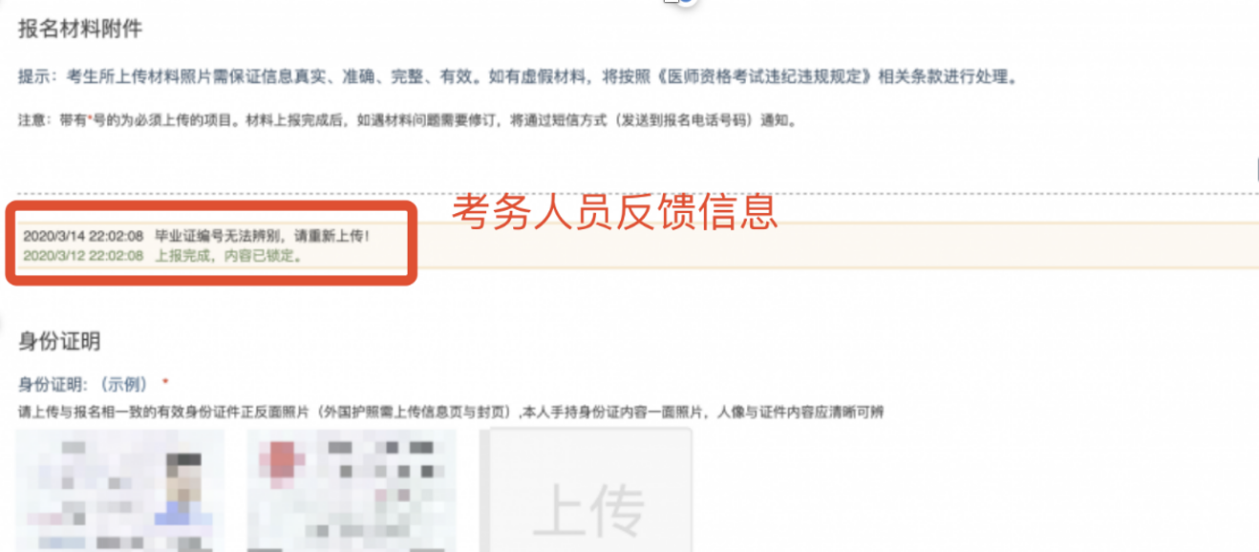 报名材料附件
提示：考生所上传材料照片需保证信息真实、准确、完整、有效。如有虚假材料，将按照《医师资格考试违纪违规规定》相关条款进行处理。
注意：带有*号的为必须上传的项目。材料上报完成后，如遇材料问题需要修订，将通过短信方式（发送到报名电话号码）通知。
考务人员反馈信息
2020/3/14 22:02:08 毕业证编号无法辨别，请重新上传！
2020/3/12 22:02:08 上报完成，内容已锁定。
身份证明
身份证明:（示例） *
请上传与报名相一致的有效身份证件正反面照片（外国护照需上传信息页与封页）,本人手持身份证内容一面照片，人像与证件内容应清晰可辨
上传